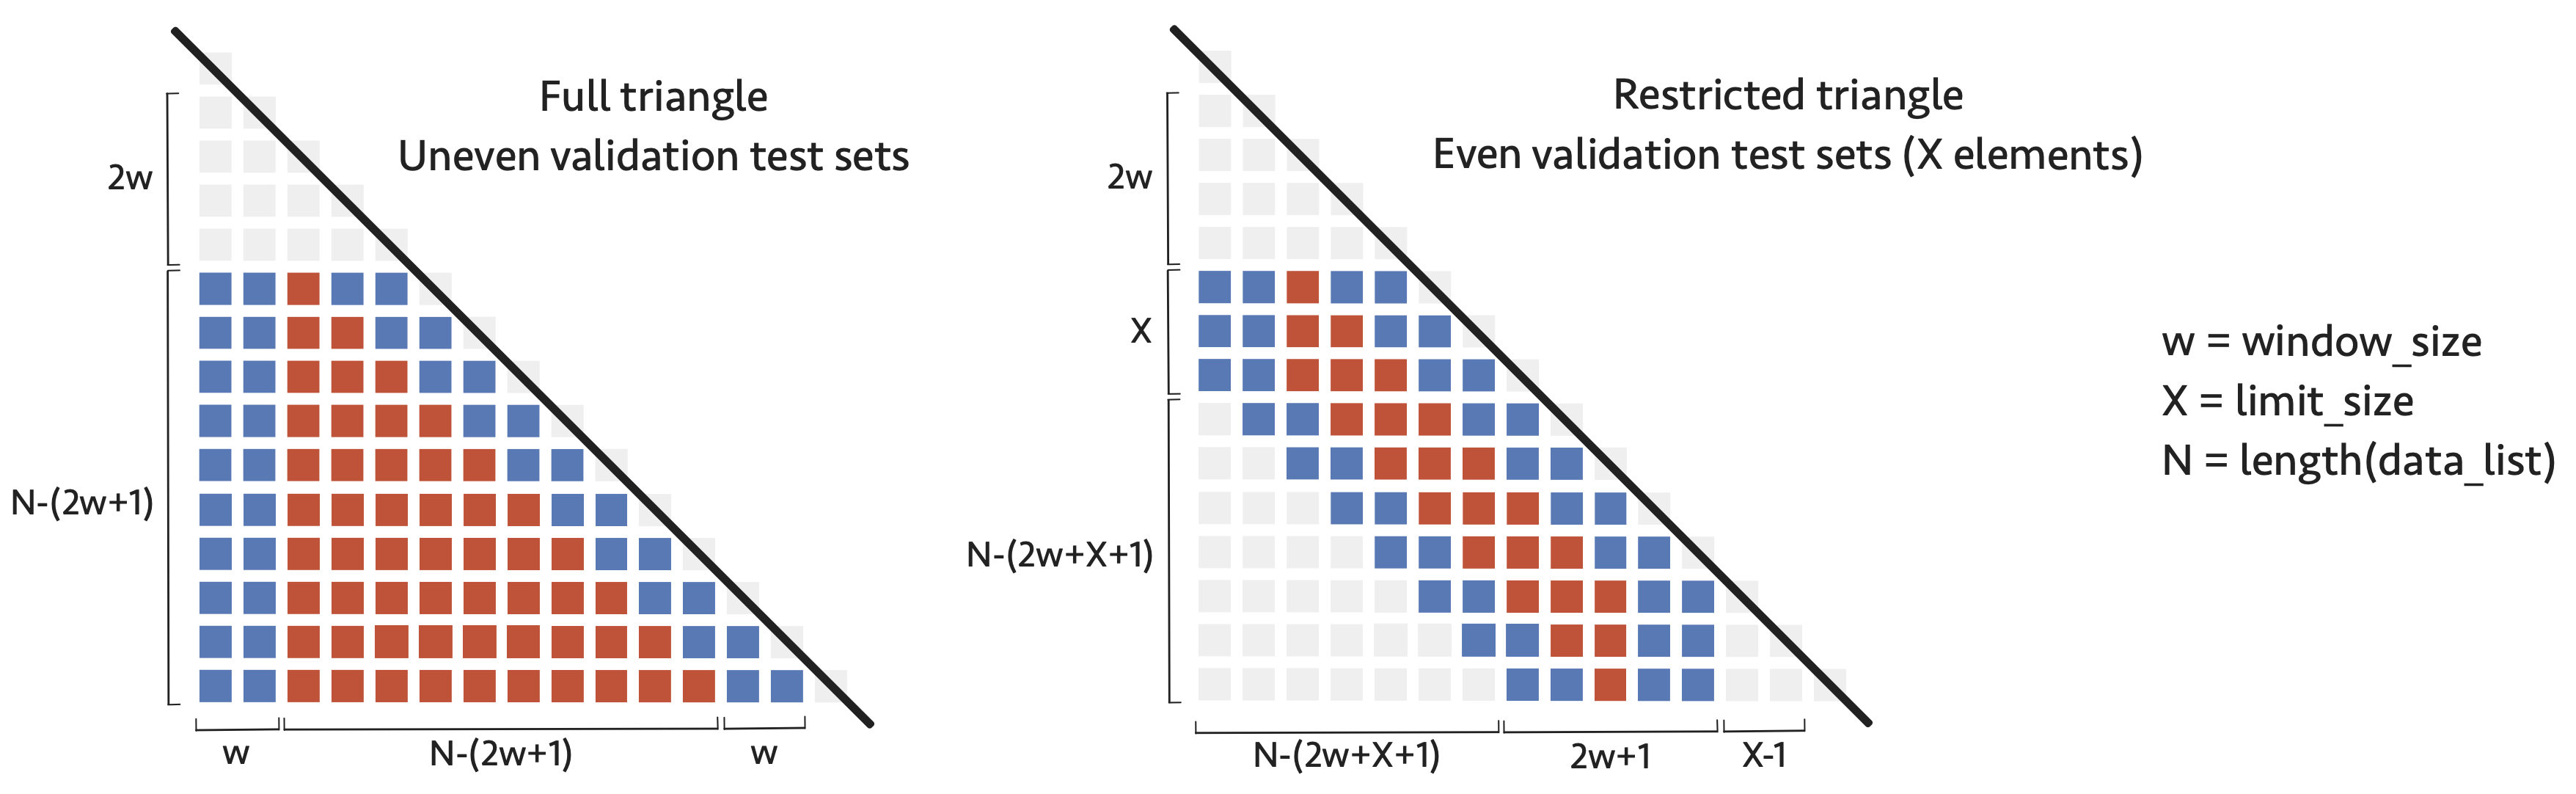 Full triangle
Uneven validation test sets
2w
N-(2w+1)
w
N-(2w+1)
w
Restricted triangle
Even validation test sets (X elements)
2w
X
N-(2w+X+1)
N-(2w+X+1)
2w+1
X-1
w = window_size
X = limit_size
N = length(data_list)